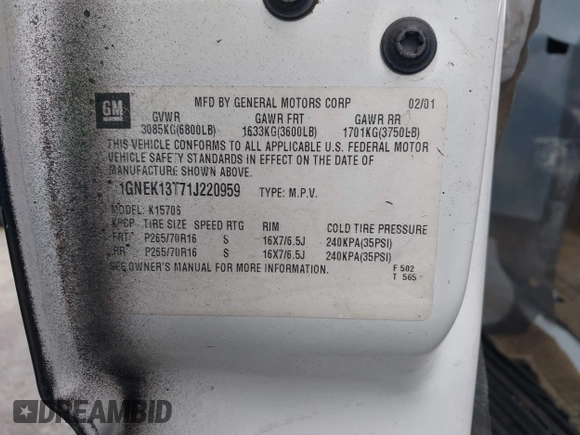 GM
MFD BY GENERAL MOTORS CORP 02/01
GVWR GAWR FRT GAWR RR
3085KG(6800LB) 1633KG(3600LB) 1701KG(3750LB)
THIS VEHICLE CONFORMS TO ALL APPLICABLE U.S. FEDERAL MOTOR
VEHICLE SAFETY STANDARDS IN EFFECT ON THE DATE OF
MANUFACTURE SHOWN ABOVE.
1GNEK13T71J220959 TYPE: M.P.V.
MODEL: K15706
TIRE SIZE SPEED RTG RIM COLD TIRE PRESSURE
FRT P265/70R16 S 16X7/6.5J 240KPA(35PSI)
RR P265/70R16 S 16X7/6.5J 240KPA(35PSI)
SEE OWNER'S MANUAL FOR MORE INFORMATION.
F 502
T 565
DREAMBID